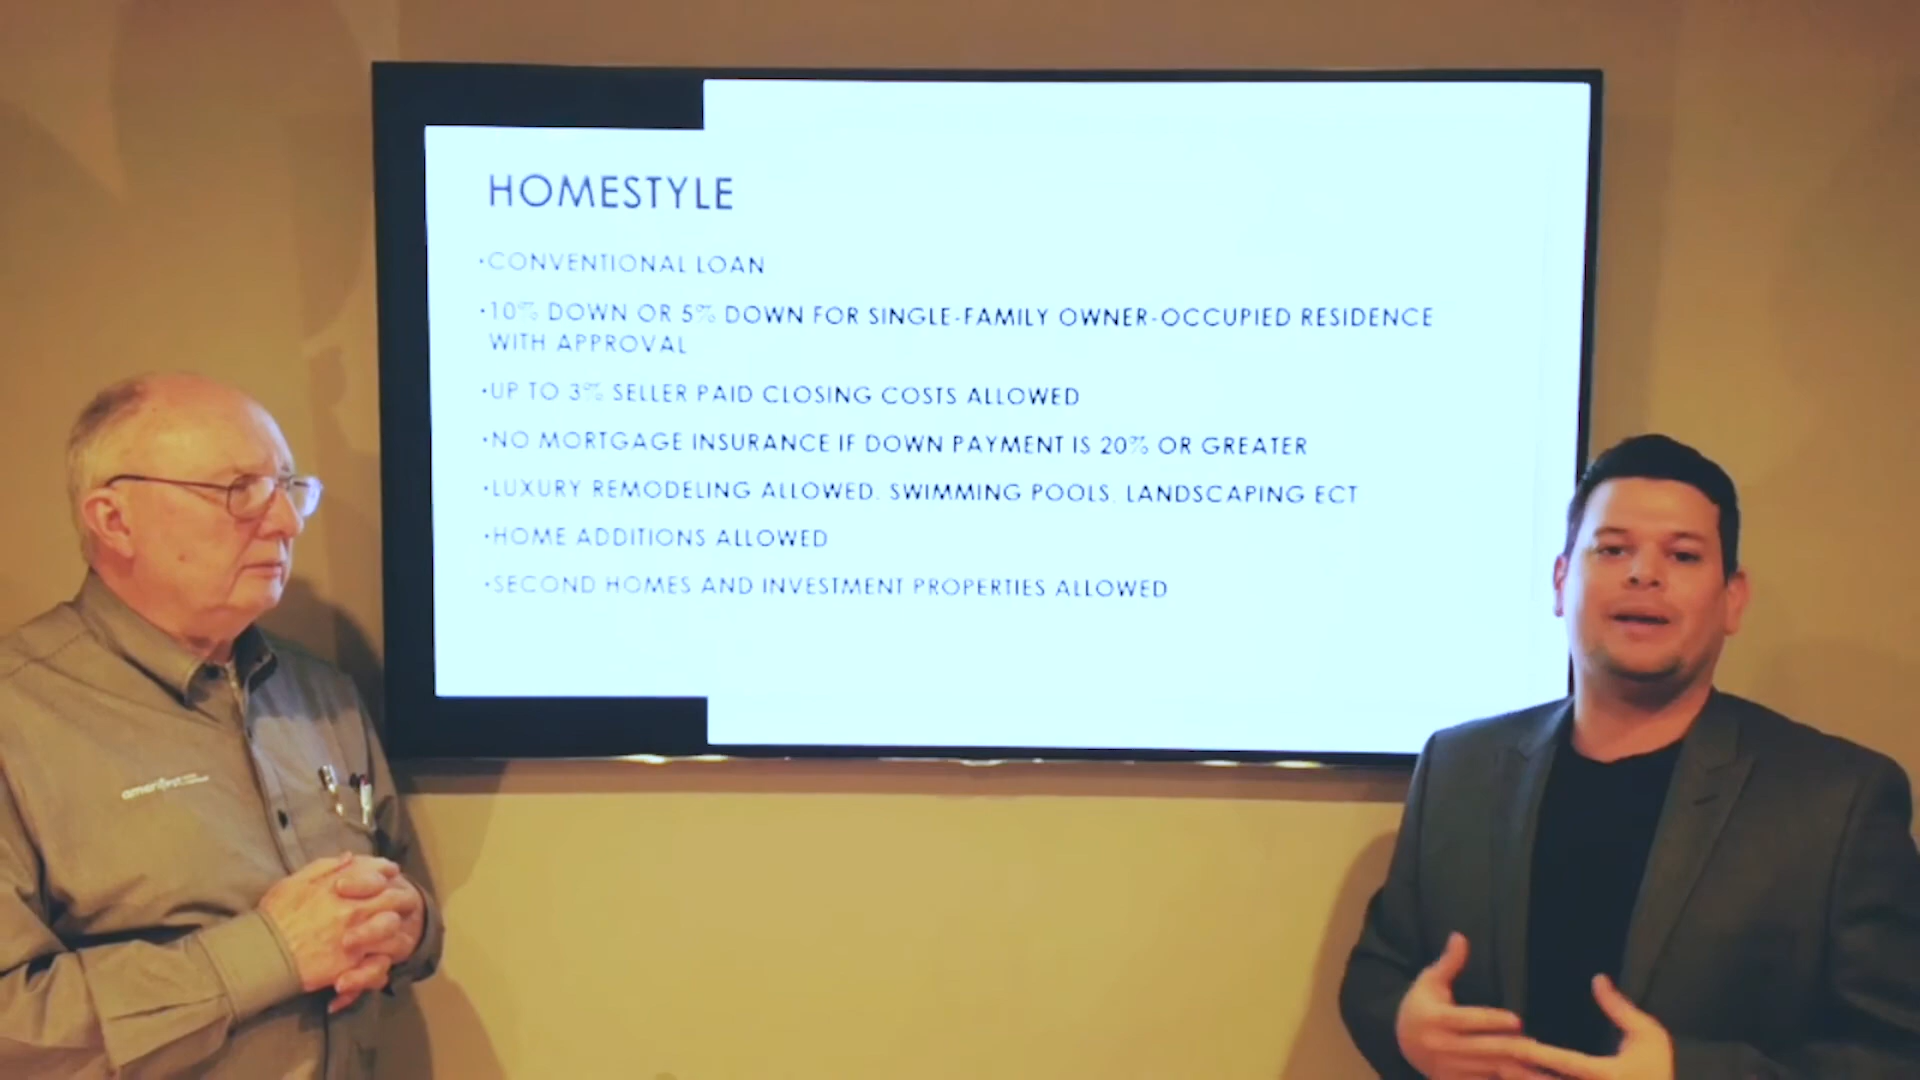 HOMESTYLE
•CONVENTIONAL LOAN
•10% DOWN OR 5% DOWN FOR SINGLE-FAMILY OWNER-OCCUPIED RESIDENCE
WITH APPROVAL
•UP TO 3% SELLER PAID CLOSING COSTS ALLOWED
•NO MORTGAGE INSURANCE IF DOWN PAYMENT IS 20% OR GREATER
•LUXURY REMODELING ALLOWED. SWIMMING POOLS, LANDSCAPING ECT
•HOME ADDITIONS ALLOWED
•SECOND HOMES AND INVESTMENT PROPERTIES ALLOWED
amerifirst